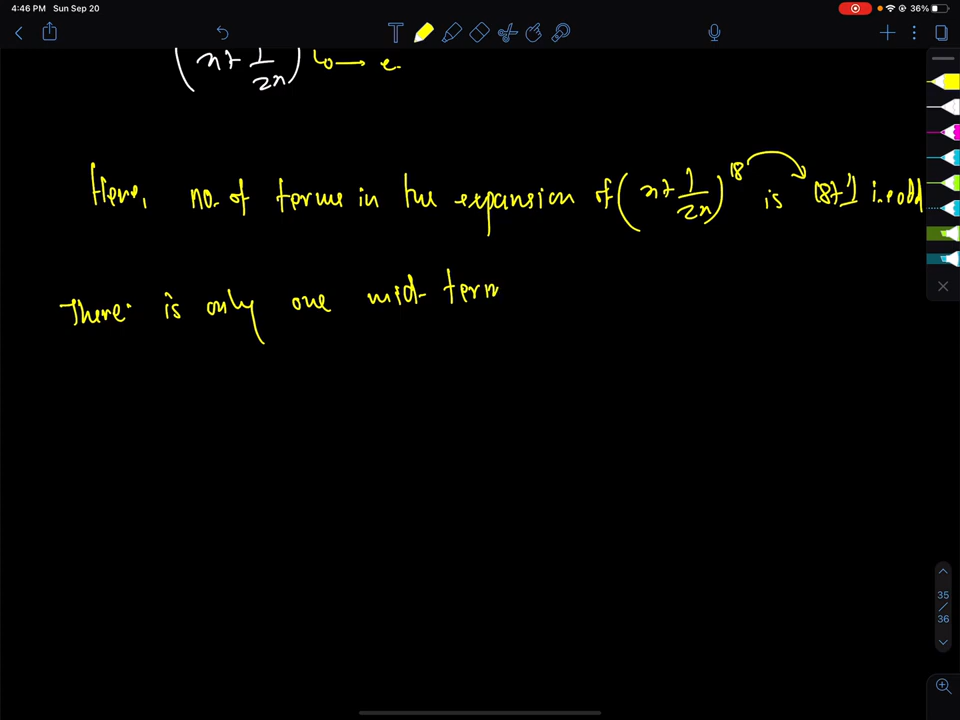 4:46 PM Sun Sep 20
36%
(x + 1/2x) → e.
Here, no. of terms in the expansion of (x + 1/2x)^18 is 18+1 i.e odd
There is only one mid-term
35
/
36